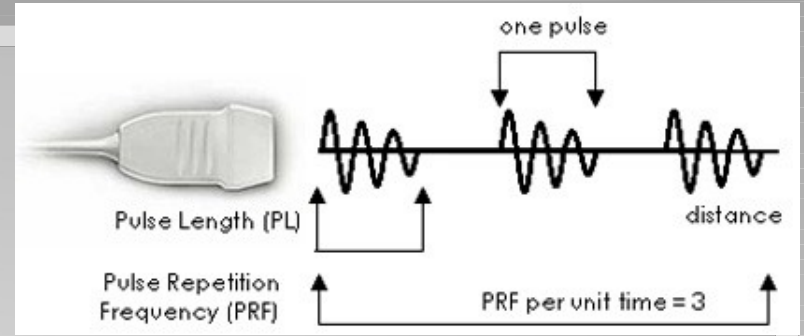 one pulse
Pulse Length (PL)
distance
Pulse Repetition
Frequency (PRF)
PRF per unit time = 3